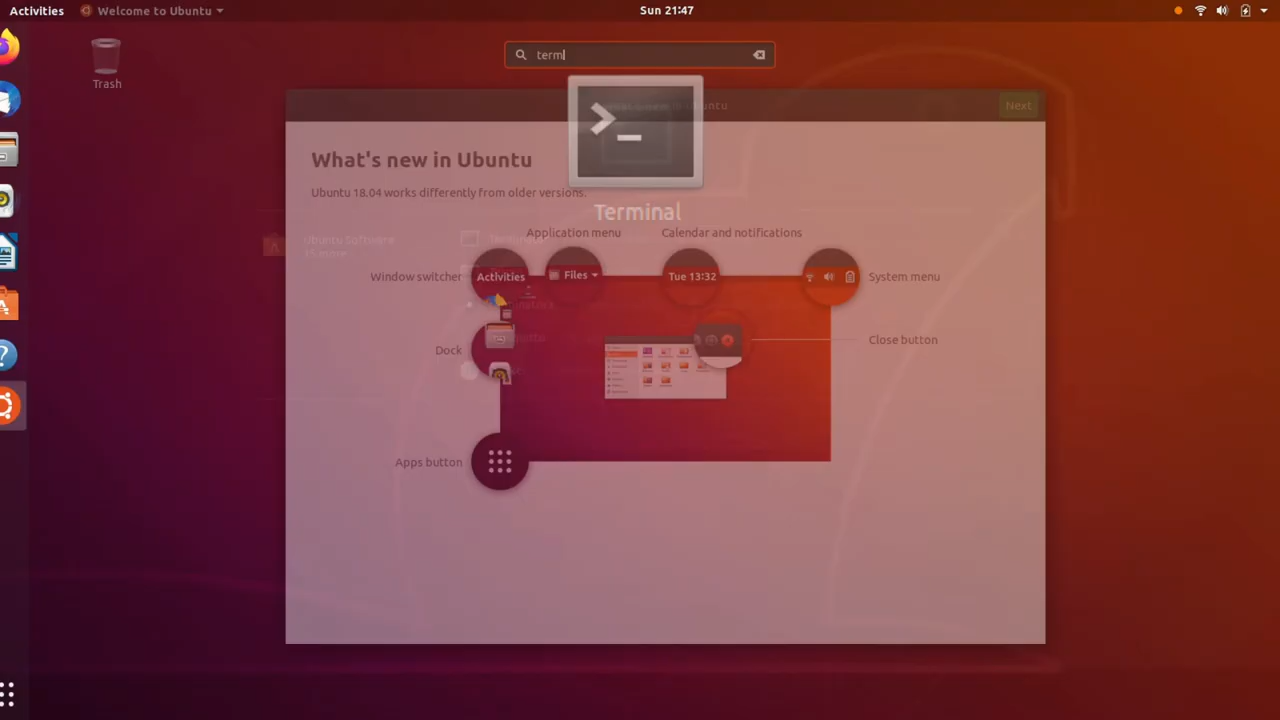 Activities
Welcome to Ubuntu
Sun 21:47
Trash
term
Next
What's new in Ubuntu
Ubuntu 18.04 works differently from older versions.
Terminal
Application menu
Calendar and notifications
Ubuntu Software
Window switcher
Activities
Files
Tue 13:32
System menu
Dock
Close button
Apps button